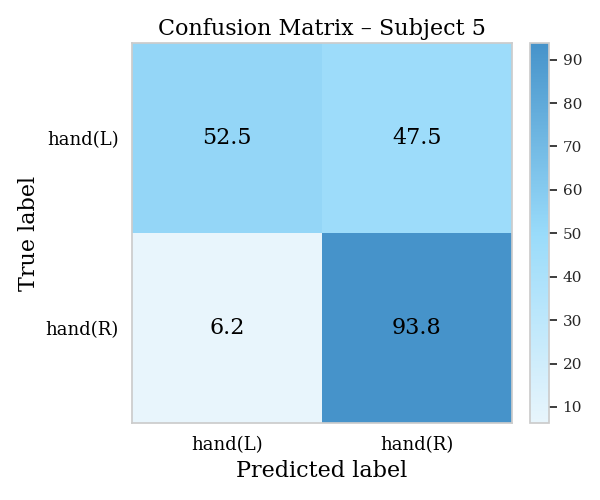 Confusion Matrix – Subject 5
True label
hand(L)
52.5
47.5
hand(R)
6.2
93.8
hand(L)
hand(R)
Predicted label
90
80
70
60
50
40
30
20
10